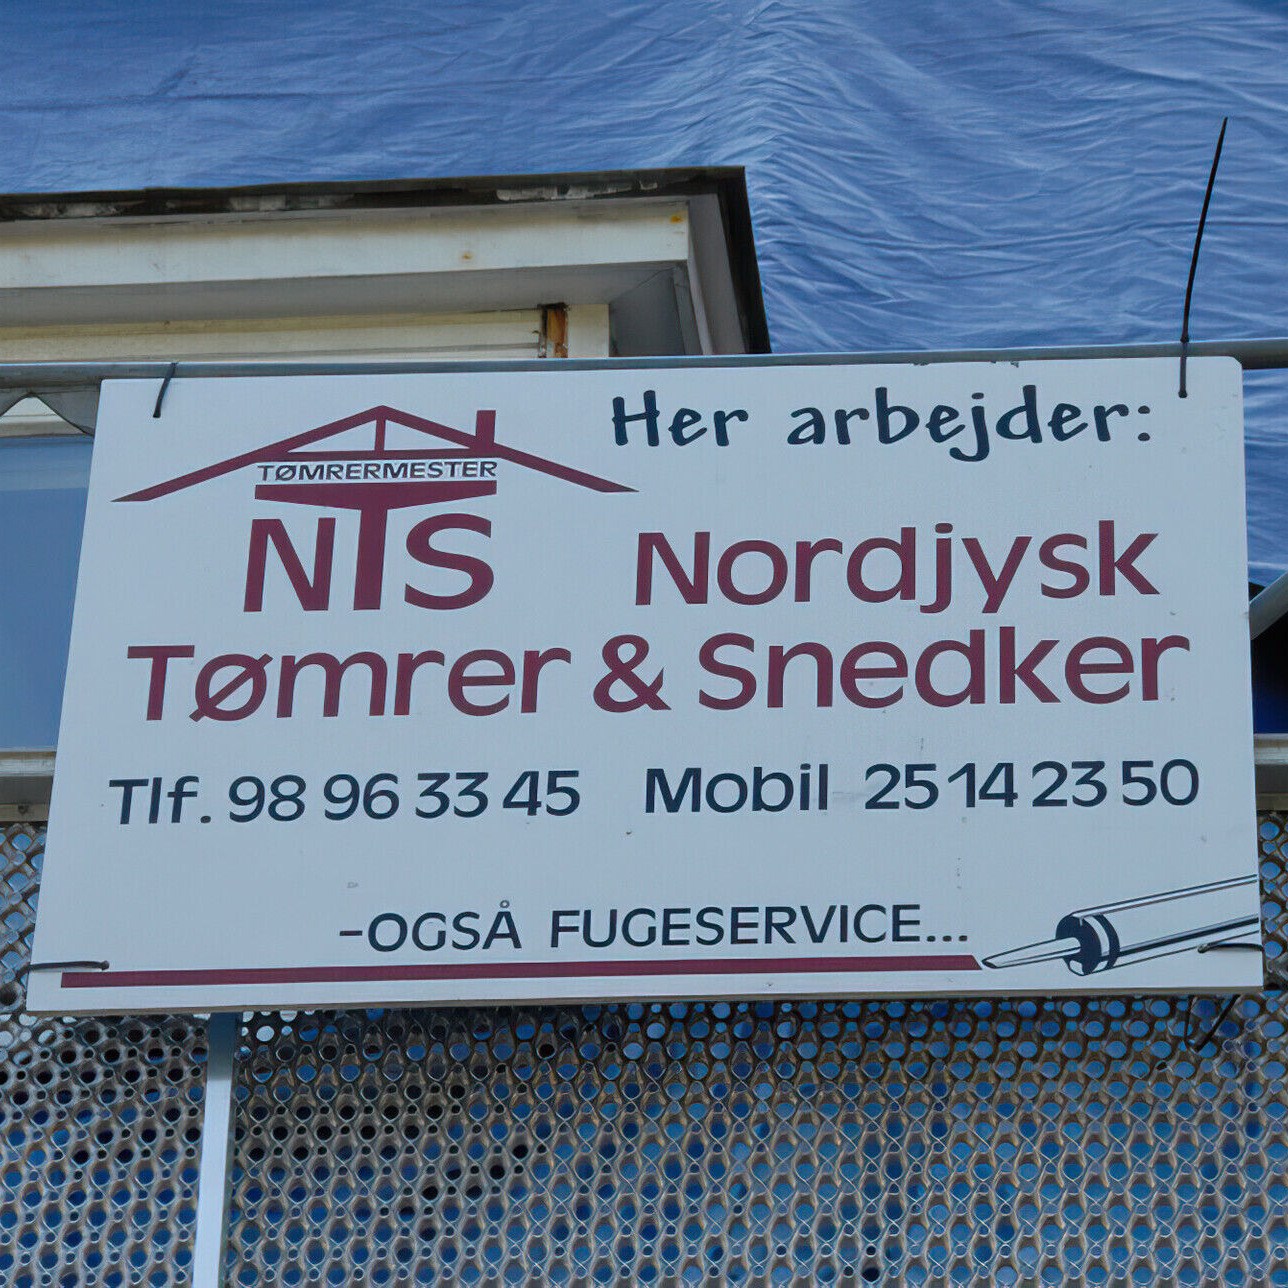 Her arbejder:
TØMRERMESTER
NTS Nordjysk
Tømrer & Snedker
Tlf. 98 96 33 45 Mobil 25 14 23 50
-OGSÅ FUGESERVICE...